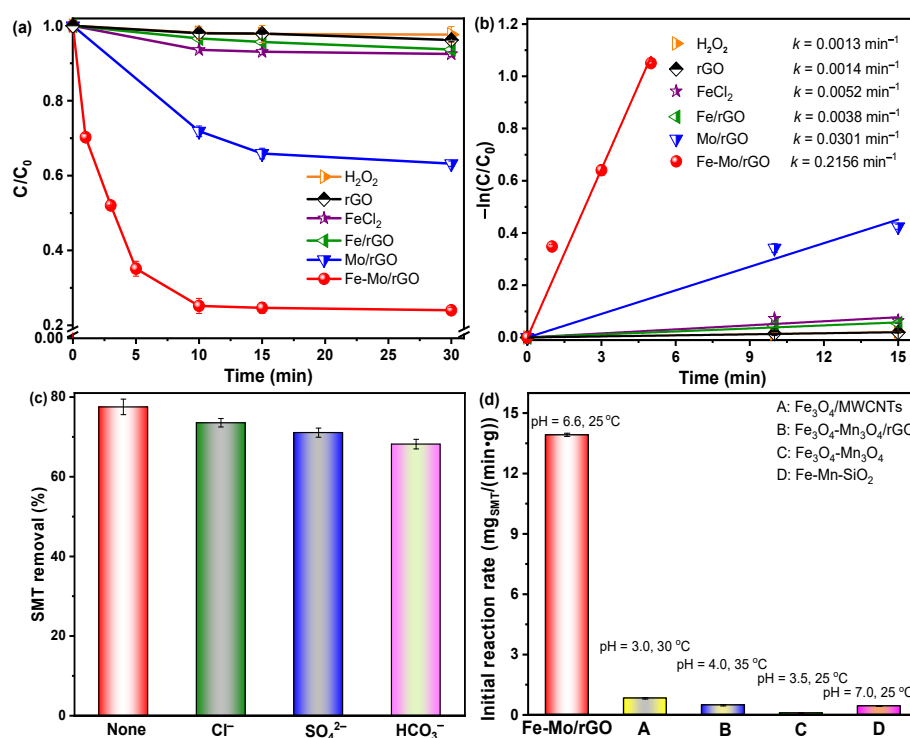 (a)
C/C₀
1.0
0.8
0.6
0.4
0.2
0.00
0
5
10
15
20
25
30
Time (min)
H₂O₂
rGO
FeCl₂
Fe/rGO
Mo/rGO
Fe-Mo/rGO
(b)
−ln(C/C₀)
-1.0
1.0
0.8
0.6
0.4
0.2
0.0
0
3
6
9
12
15
Time (min)
H₂O₂ k = 0.0013 min⁻¹
rGO k = 0.0014 min⁻¹
FeCl₂ k = 0.0052 min⁻¹
Fe/rGO k = 0.0038 min⁻¹
Mo/rGO k = 0.0301 min⁻¹
Fe-Mo/rGO k = 0.2156 min⁻¹
(c)
SMT removal (%)
80
60
40
20
0
None
Cl⁻
SO₄²⁻
HCO₃⁻
(d)
Initial reaction rate (mg_SMT/(min•g))
15
12
9
6
3
0
pH = 6.6, 25 °C
pH = 3.0, 30 °C
pH = 4.0, 35 °C
pH = 3.5, 25 °C
pH = 7.0, 25 °C
A: Fe₃O₄/MWCNTs
B: Fe₃O₄-Mn₃O₄/rGO
C: Fe₃O₄-Mn₃O₄
D: Fe-Mn-SiO₂
Fe-Mo/rGO
A
B
C
D